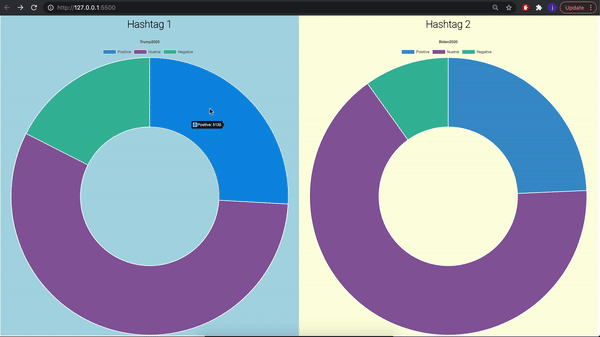 http://127.0.0.1:5500
Update
Hashtag 1
Trump2020
Positive Nuetral Negative
Positive: 5135
Hashtag 2
Biden2020
Positive Nuetral Negative